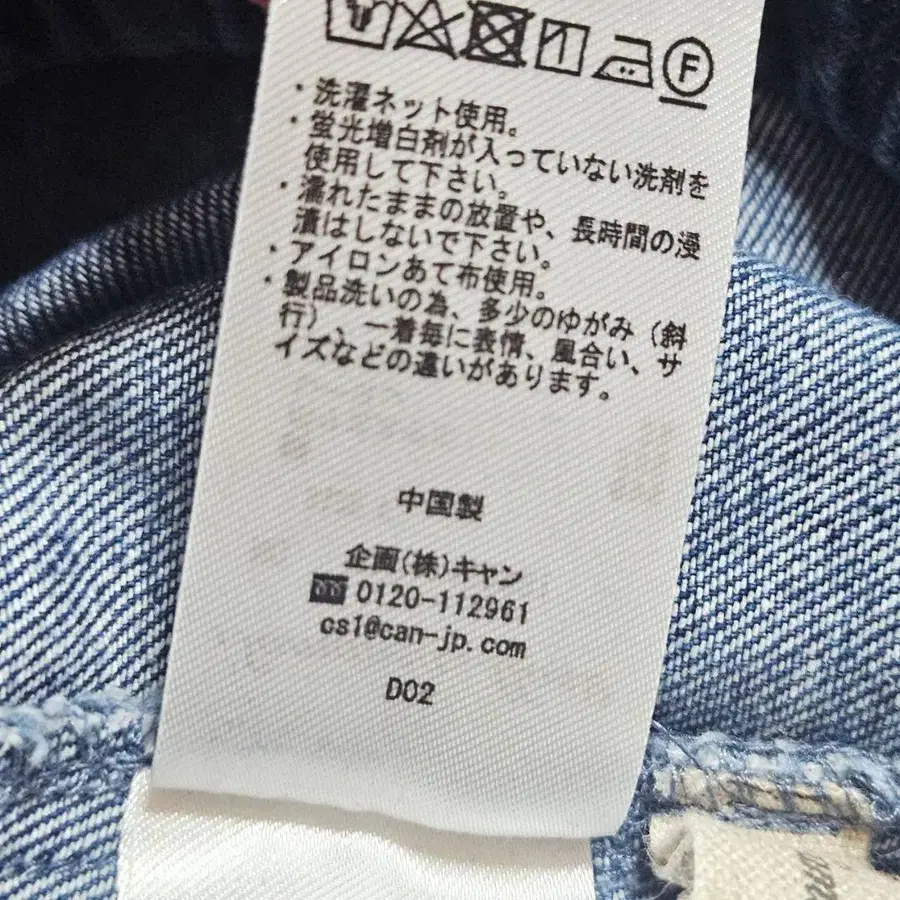 F
・洗濯ネット使用。
・蛍光増白剤が入っていない洗剤を
使用して下さい。
・濡れたままの放置や、長時間の浸
漬はしないで下さい。
・アイロンあて布使用。
・製品洗いの為、多少のゆがみ（斜
行）、一着毎に表情、風合い、サ
イズなどの違いがあります。
中国製
企画(株)キャン
0120-112961
cs1@can-jp.com
D02